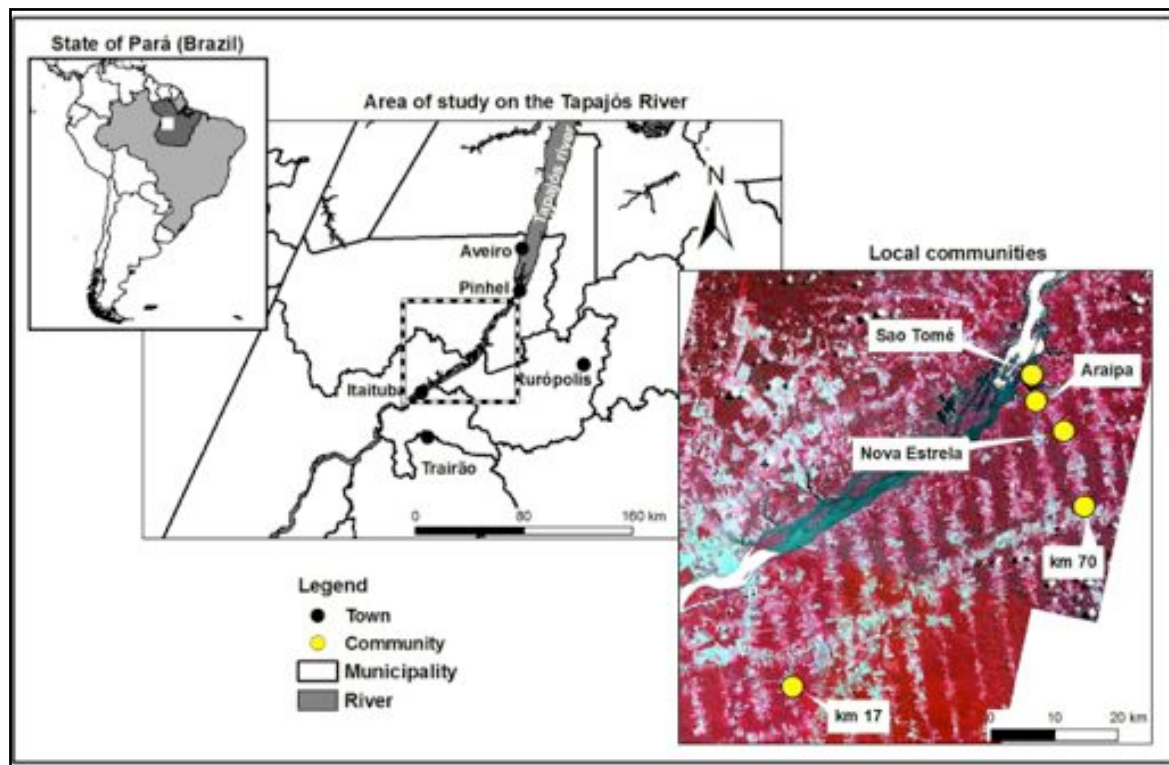 State of Pará (Brazil)
Area of study on the Tapajós River
Tapajós river
N
Aveiro
Pinhel
Itaituba
turópolis
Trairão
0 80 160 km
Local communities
Sao Tomé
Araipa
Nova Estrela
km 70
km 17
0 10 20 km
Legend
Town
Community
Municipality
River